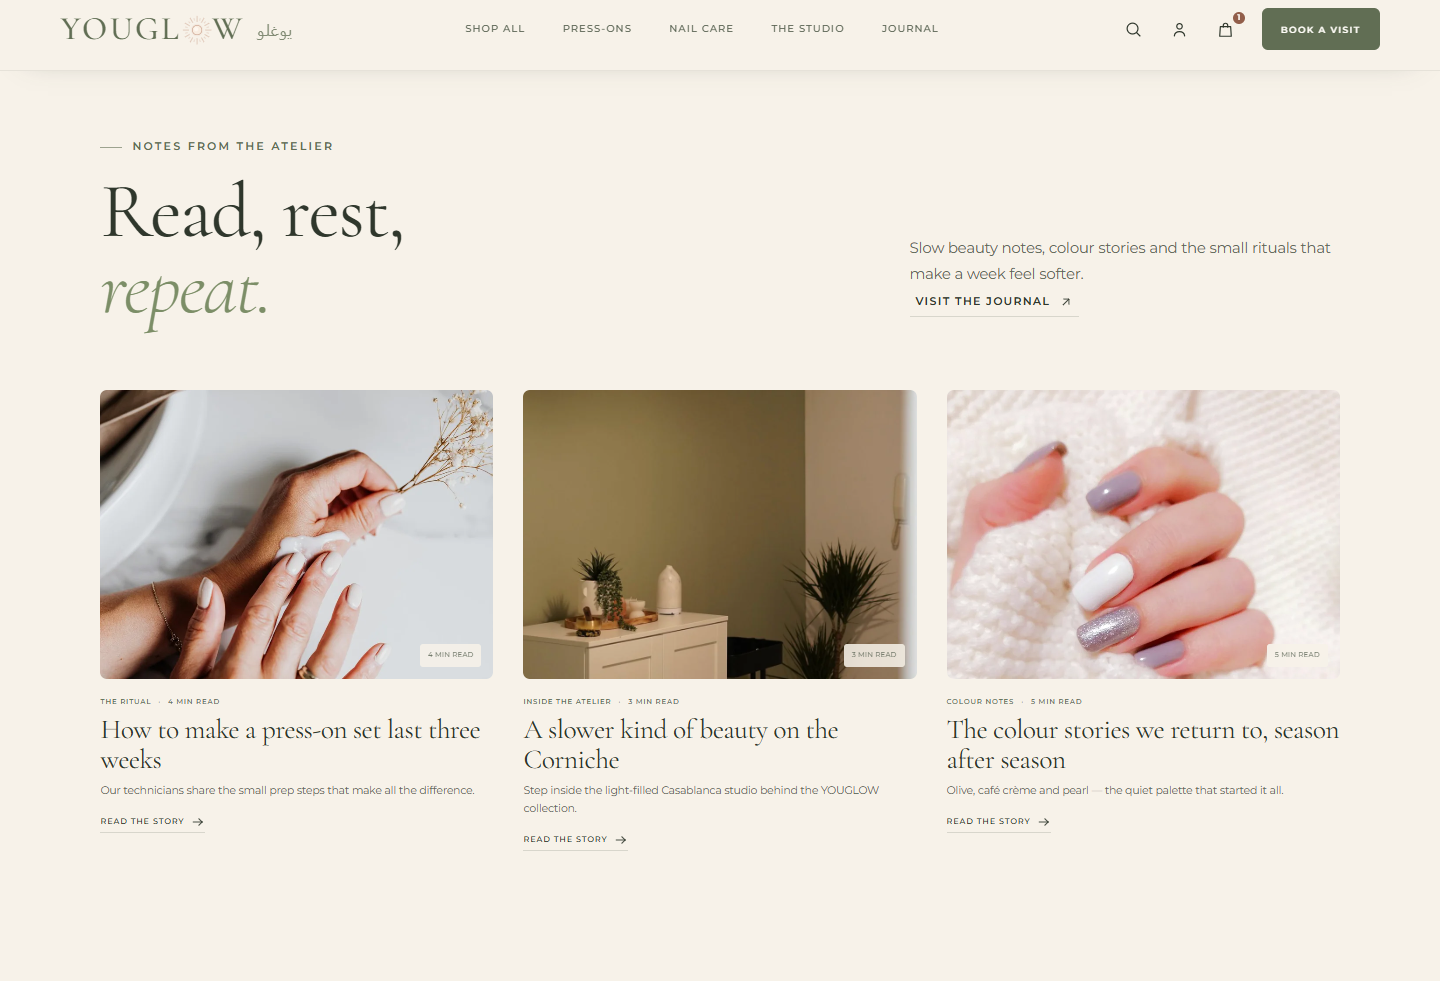 YOUGLOW يوغلو
SHOP ALL
PRESS-ONS
NAIL CARE
THE STUDIO
JOURNAL
1
BOOK A VISIT
NOTES FROM THE ATELIER
Read, rest,
repeat.
Slow beauty notes, colour stories and the small rituals that
make a week feel softer.
VISIT THE JOURNAL
4 MIN READ
3 MIN READ
5 MIN READ
THE RITUAL · 4 MIN READ
How to make a press-on set last three
weeks
Our technicians share the small prep steps that make all the difference.
READ THE STORY
INSIDE THE ATELIER · 3 MIN READ
A slower kind of beauty on the
Corniche
Step inside the light-filled Casablanca studio behind the YOUGLOW
collection.
READ THE STORY
COLOUR NOTES · 5 MIN READ
The colour stories we return to, season
after season
Olive, café crème and pearl — the quiet palette that started it all.
READ THE STORY